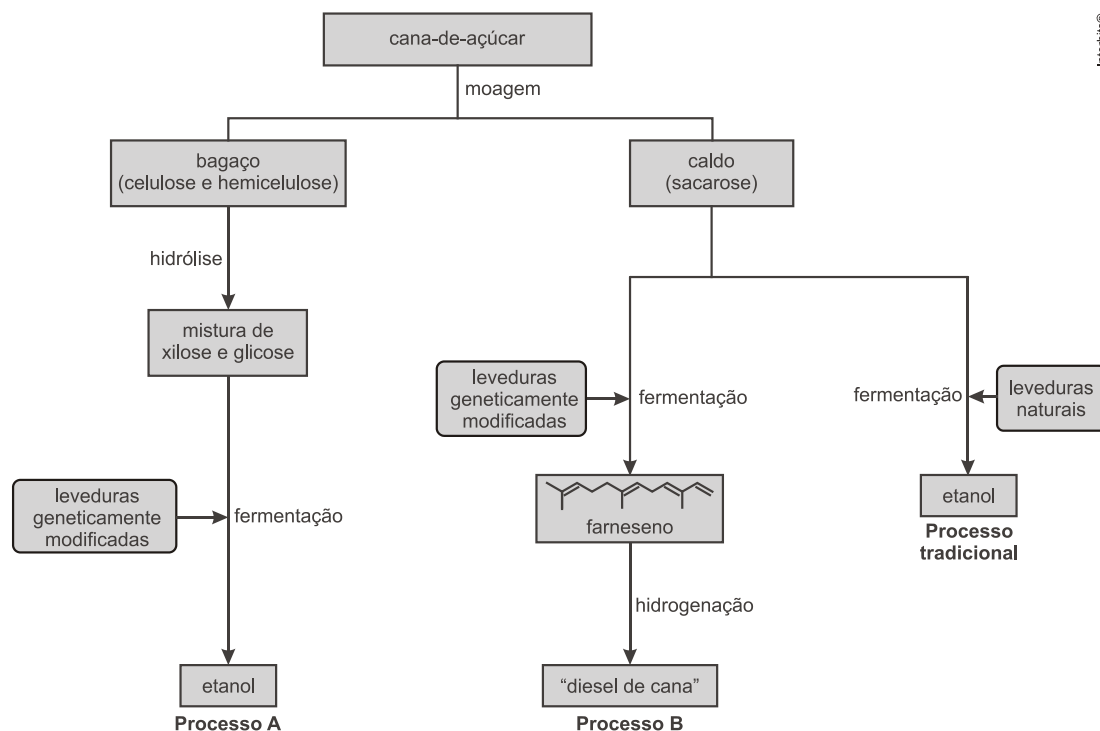 cana-de-açúcar
moagem
bagaço
(celulose e hemicelulose)
caldo
(sacarose)
hidrólise
mistura de
xilose e glicose
leveduras
geneticamente
modificadas
fermentação
fermentação
leveduras
naturais
farneseno
etanol
Processo
tradicional
leveduras
geneticamente
modificadas
fermentação
hidrogenação
etanol
Processo A
“diesel de cana”
Processo B